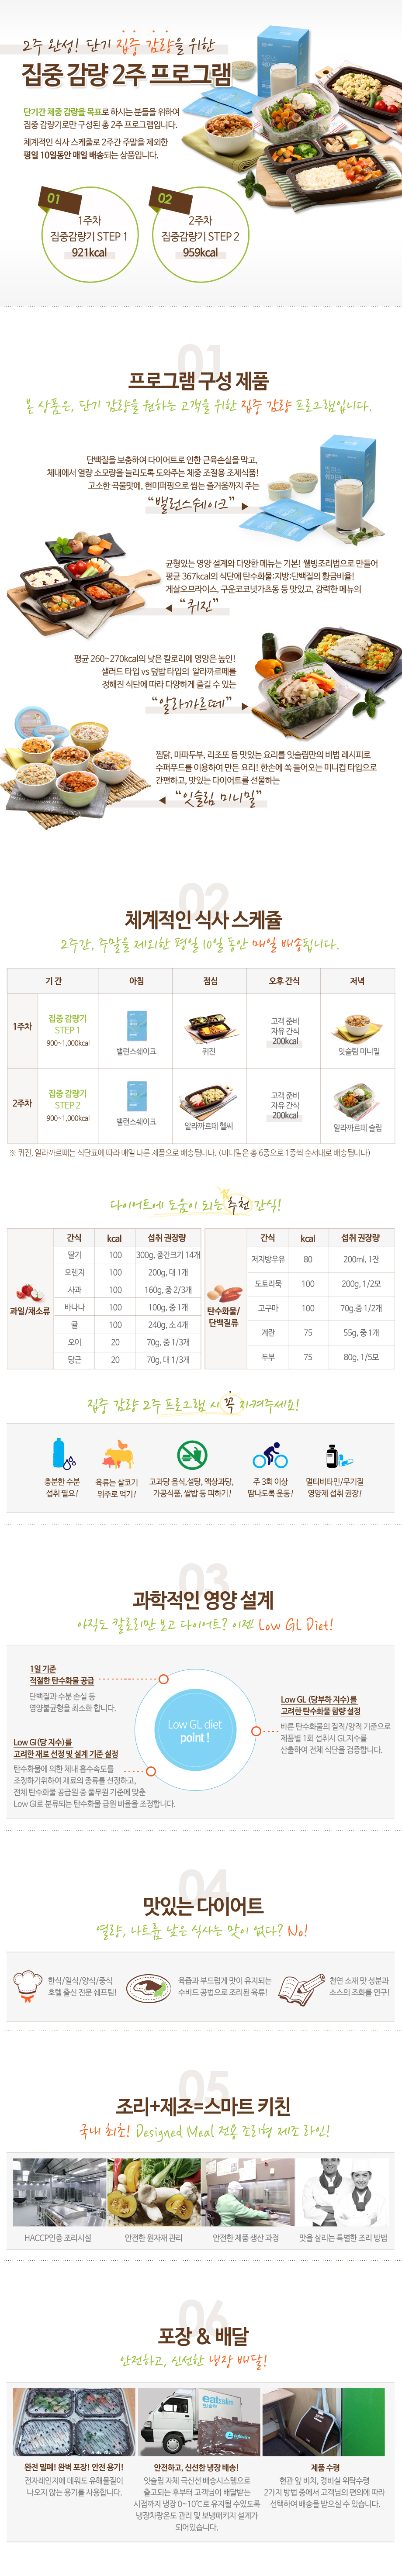 2주 완성! 단기 집중 감량을 위한
집중 감량 2주 프로그램
단기간 체중 감량을 목표로 하시는 분들을 위하여
집중 감량기로만 구성된 총 2주 프로그램입니다.
체계적인 식사 스케줄로 2주간 주말을 제외한
평일 10일동안 매일 배송되는 상품입니다.
01
1주차
집중감량기 STEP 1
921kcal
02
2주차
집중감량기 STEP 2
959kcal
01
프로그램 구성 제품
본 상품은, 단기 감량을 원하는 고객을 위한 집중 감량 프로그램입니다.
단백질을 보충하여 다이어트로 인한 근육손실을 막고,
체내에서 열량 소모량을 늘리도록 도와주는 체중 조절용 조제식품!
고소한 곡물맛에, 현미퍼핑으로 씹는 즐거움까지 주는
“밸런스쉐이크” ▶
균형있는 영양 설계와 다양한 메뉴는 기본! 웰빙조리법으로 만들어
평균 367kcal의 식단에 탄수화물:지방:단백질의 황금비율!
게살오므라이스, 구운코코넛가츠동 등 맛있고, 강력한 메뉴의
◀ “퀴진”
평균 260~270kcal의 낮은 칼로리에 영양은 높인!
샐러드 타입 vs 덮밥 타입의 알라까르떼를
정해진 식단에 따라 다양하게 즐길 수 있는
“알라까르떼” ▶
찜닭, 마파두부, 리조또 등 맛있는 요리를 잇슬림만의 비법 레시피로
수퍼푸드를 이용하여 만든 요리! 한손에 쏙 들어오는 미니컵 타입으로
간편하고, 맛있는 다이어트를 선물하는
◀ “잇슬림 미니밀”
02
체계적인 식사 스케쥴
2주간, 주말을 제외한 평일 10일 동안 매일 배송됩니다.
기 간 아침 점심 오후 간식 저녁
1주차
집중 감량기
STEP 1
900~1,000kcal
밸런스쉐이크
퀴진
고객 준비
자유 간식
200kcal
잇슬림 미니밀
2주차
집중 감량기
STEP 2
900~1,000kcal
밸런스쉐이크
알라까르떼 헬씨
고객 준비
자유 간식
200kcal
알라까르떼 슬림
※ 퀴진, 알라까르떼는 식단표에 따라 매일 다른 제품으로 배송됩니다. (미니밀은 총 6종으로 1종씩 순서대로 배송됩니다)
다이어트에 도움이 되는 추천 간식!
간식 kcal 섭취 권장량
과일/채소류
딸기 100 300g, 중간크기 14개
오렌지 100 200g, 대 1개
사과 100 160g, 중 2/3개
바나나 100 100g, 중 1개
귤 100 240g, 소 4개
오이 20 70g, 중 1/3개
당근 20 70g, 대 1/3개
간식 kcal 섭취 권장량
탄수화물/
단백질류
저지방우유 80 200ml, 1잔
도토리묵 100 200g, 1/2모
고구마 100 70g.중 1/2개
계란 75 55g, 중 1개
두부 75 80g, 1/5모
집중 감량 2주 프로그램 시 꼭 지켜주세요!
충분한 수분
섭취 필요!
육류는 살코기
위주로 먹기!
고과당 음식,설탕, 액상과당,
가공식품, 쌀밥 등 피하기!
주 3회 이상
땀나도록 운동!
멀티비타민/무기질
영양제 섭취 권장!
03
과학적인 영양 설계
아직도 칼로리만 보고 다이어트? 이젠 Low GL Diet!
1일 기준
적절한 탄수화물 공급
단백질과 수분 손실 등
영양불균형을 최소화 합니다.
Low GL diet
point !
Low GL (당부하 지수)를
고려한 탄수화물 함량 설정
바른 탄수화물의 질적/양적 기준으로
제품별 1회 섭취시 GL지수를
산출하여 전체 식단을 검증합니다.
Low GI(당 지수)를
고려한 재료 선정 및 설계 기준 설정
탄수화물에 의한 체내 흡수속도를
조정하기위하여 재료의 종류를 선정하고,
전체 탄수화물 공급원 중 풀무원 기준에 맞춘
Low GI로 분류되는 탄수화물 급원 비율을 조정합니다.
04
맛있는 다이어트
열량, 나트륨 낮은 식사는 맛이 없다? No!
한식/일식/양식/중식
호텔 출신 전문 쉐프팀!
육즙과 부드럽게 맛이 유지되는
수비드 공법으로 조리된 육류!
천연 소재 맛 성분과
소스의 조화를 연구!
05
조리+제조=스마트 키친
국내 최초! Designed Meal 전용 조리형 제조 라인!
HACCP인증 조리시설
안전한 원자재 관리
안전한 제품 생산 과정
맛을 살리는 특별한 조리 방법
06
포장 & 배달
안전하고, 신선한 냉장 배달!
eatsslim
잇슬림
완전 밀폐! 완벽 포장! 안전 용기!
전자레인지에 데워도 유해물질이
나오지 않는 용기를 사용합니다.
안전하고, 신선한 냉장 배송!
잇슬림 자체 극신선 배송시스템으로
출고되는 후부터 고객님이 배달받는
시점까지 냉장 0~10℃로 유지될 수있도록
냉장차량온도 관리 및 보냉패키지 설계가
되어있습니다.
제품 수령
현관 앞 비치, 경비실 위탁수령
2가지 방법 중에서 고객님의 편의에 따라
선택하여 배송을 받으실 수 있습니다.